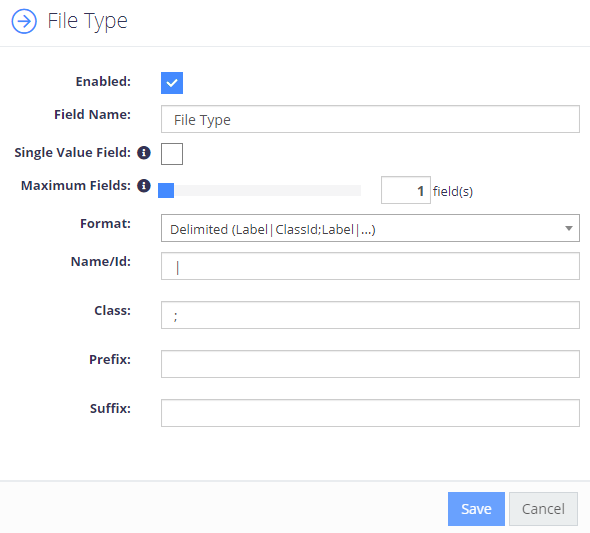 File Type
Enabled:
Field Name: File Type
Single Value Field:
Maximum Fields: 1 field(s)
Format: Delimited (Label|ClassId;Label|...)
Name/Id: |
Class: ;
Prefix:
Suffix:
Save Cancel